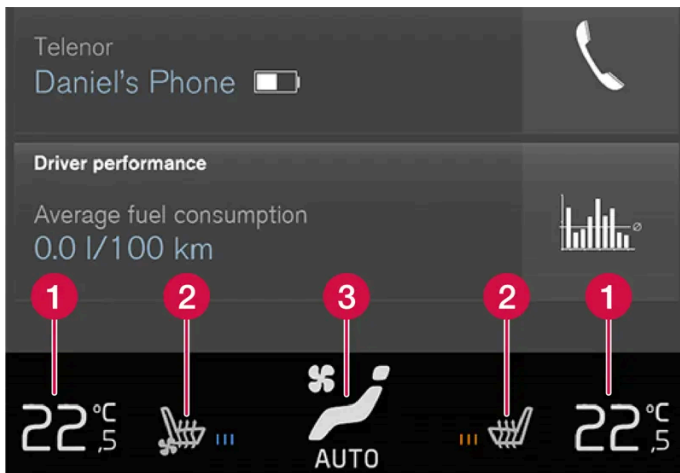 Telenor
Daniel's Phone
Driver performance
Average fuel consumption
0.0 l/100 km
Ø
1 2 3 2 1
22,5 °C 22,5 °C
AUTO